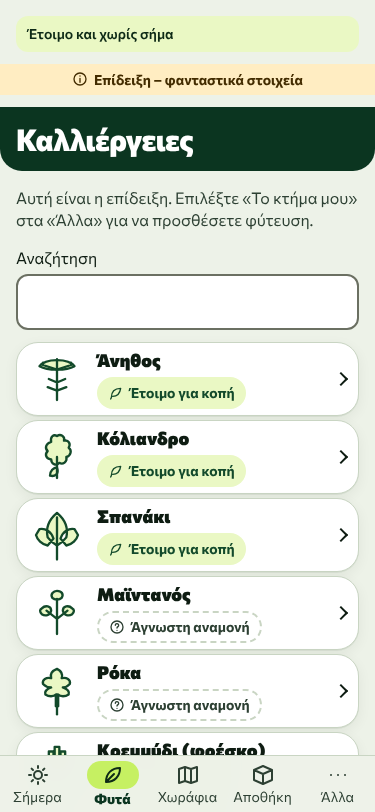 Έτοιμο και χωρίς σήμα
Επίδειξη – φανταστικά στοιχεία
Καλλιέργειες
Αυτή είναι η επίδειξη. Επιλέξτε «Το κτήμα μου»
στα «Άλλα» για να προσθέσετε φύτευση.
Αναζήτηση
Άνηθος
Έτοιμο για κοπή
Κόλιανδρο
Έτοιμο για κοπή
Σπανάκι
Έτοιμο για κοπή
Μαϊντανός
Άγνωστη αναμονή
Ρόκα
Άγνωστη αναμονή
Κρεμμύδι (φρέσκο)
Σήμερα
Φυτά
Χωράφια
Αποθήκη
Άλλα